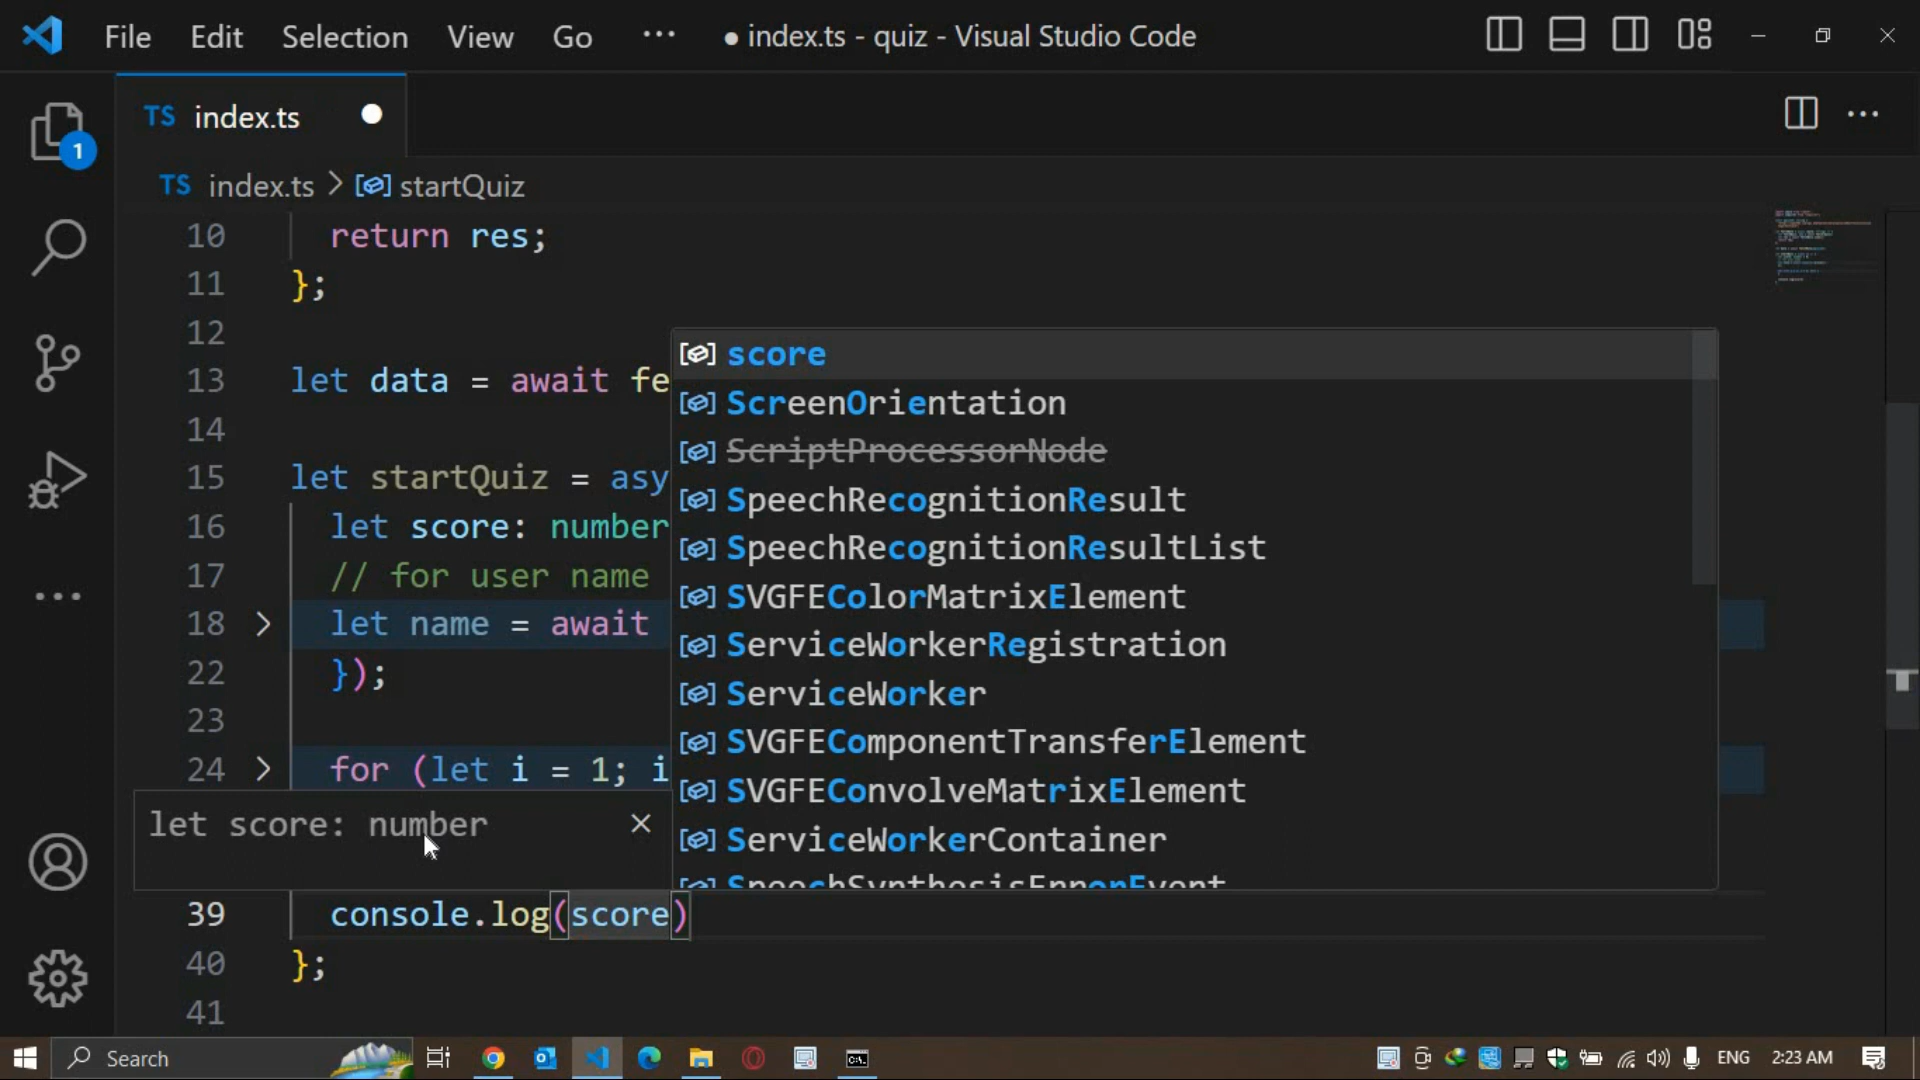 File Edit Selection View Go ··· ● index.ts - quiz - Visual Studio Code
TS index.ts ●
TS index.ts > startQuiz
1
10 return res;
11 };
12
13 let data = await fe
14
15 let startQuiz = asy
16 let score: number
17 // for user name
18 let name = await
22 });
23
24 for (let i = 1; i
score
ScreenOrientation
ScriptProcessorNode
SpeechRecognitionResult
SpeechRecognitionResultList
SVGFEColorMatrixElement
ServiceWorkerRegistration
ServiceWorker
SVGFEComponentTransferElement
SVGFEConvolveMatrixElement
ServiceWorkerContainer
SpeechSynthesisErrorEvent
let score: number
39 console.log(score)
40 };
41
Search
ENG 2:23 AM